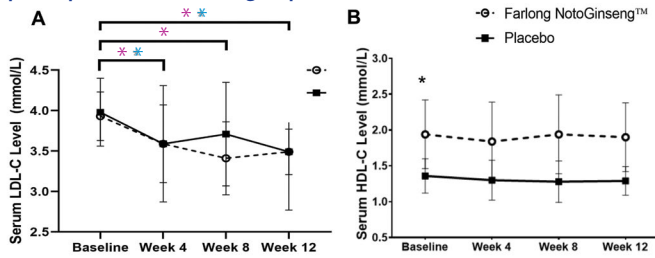 A
* *
*
* *
Serum LDL-C Level (mmol/L)
4.5
4.0
3.5
3.0
2.5
Baseline Week 4 Week 8 Week 12
B
Farlong NotoGinseng™
Placebo
*
Serum HDL-C Level (mmol/L)
3.0
2.5
2.0
1.5
1.0
0.5
Baseline Week 4 Week 8 Week 12